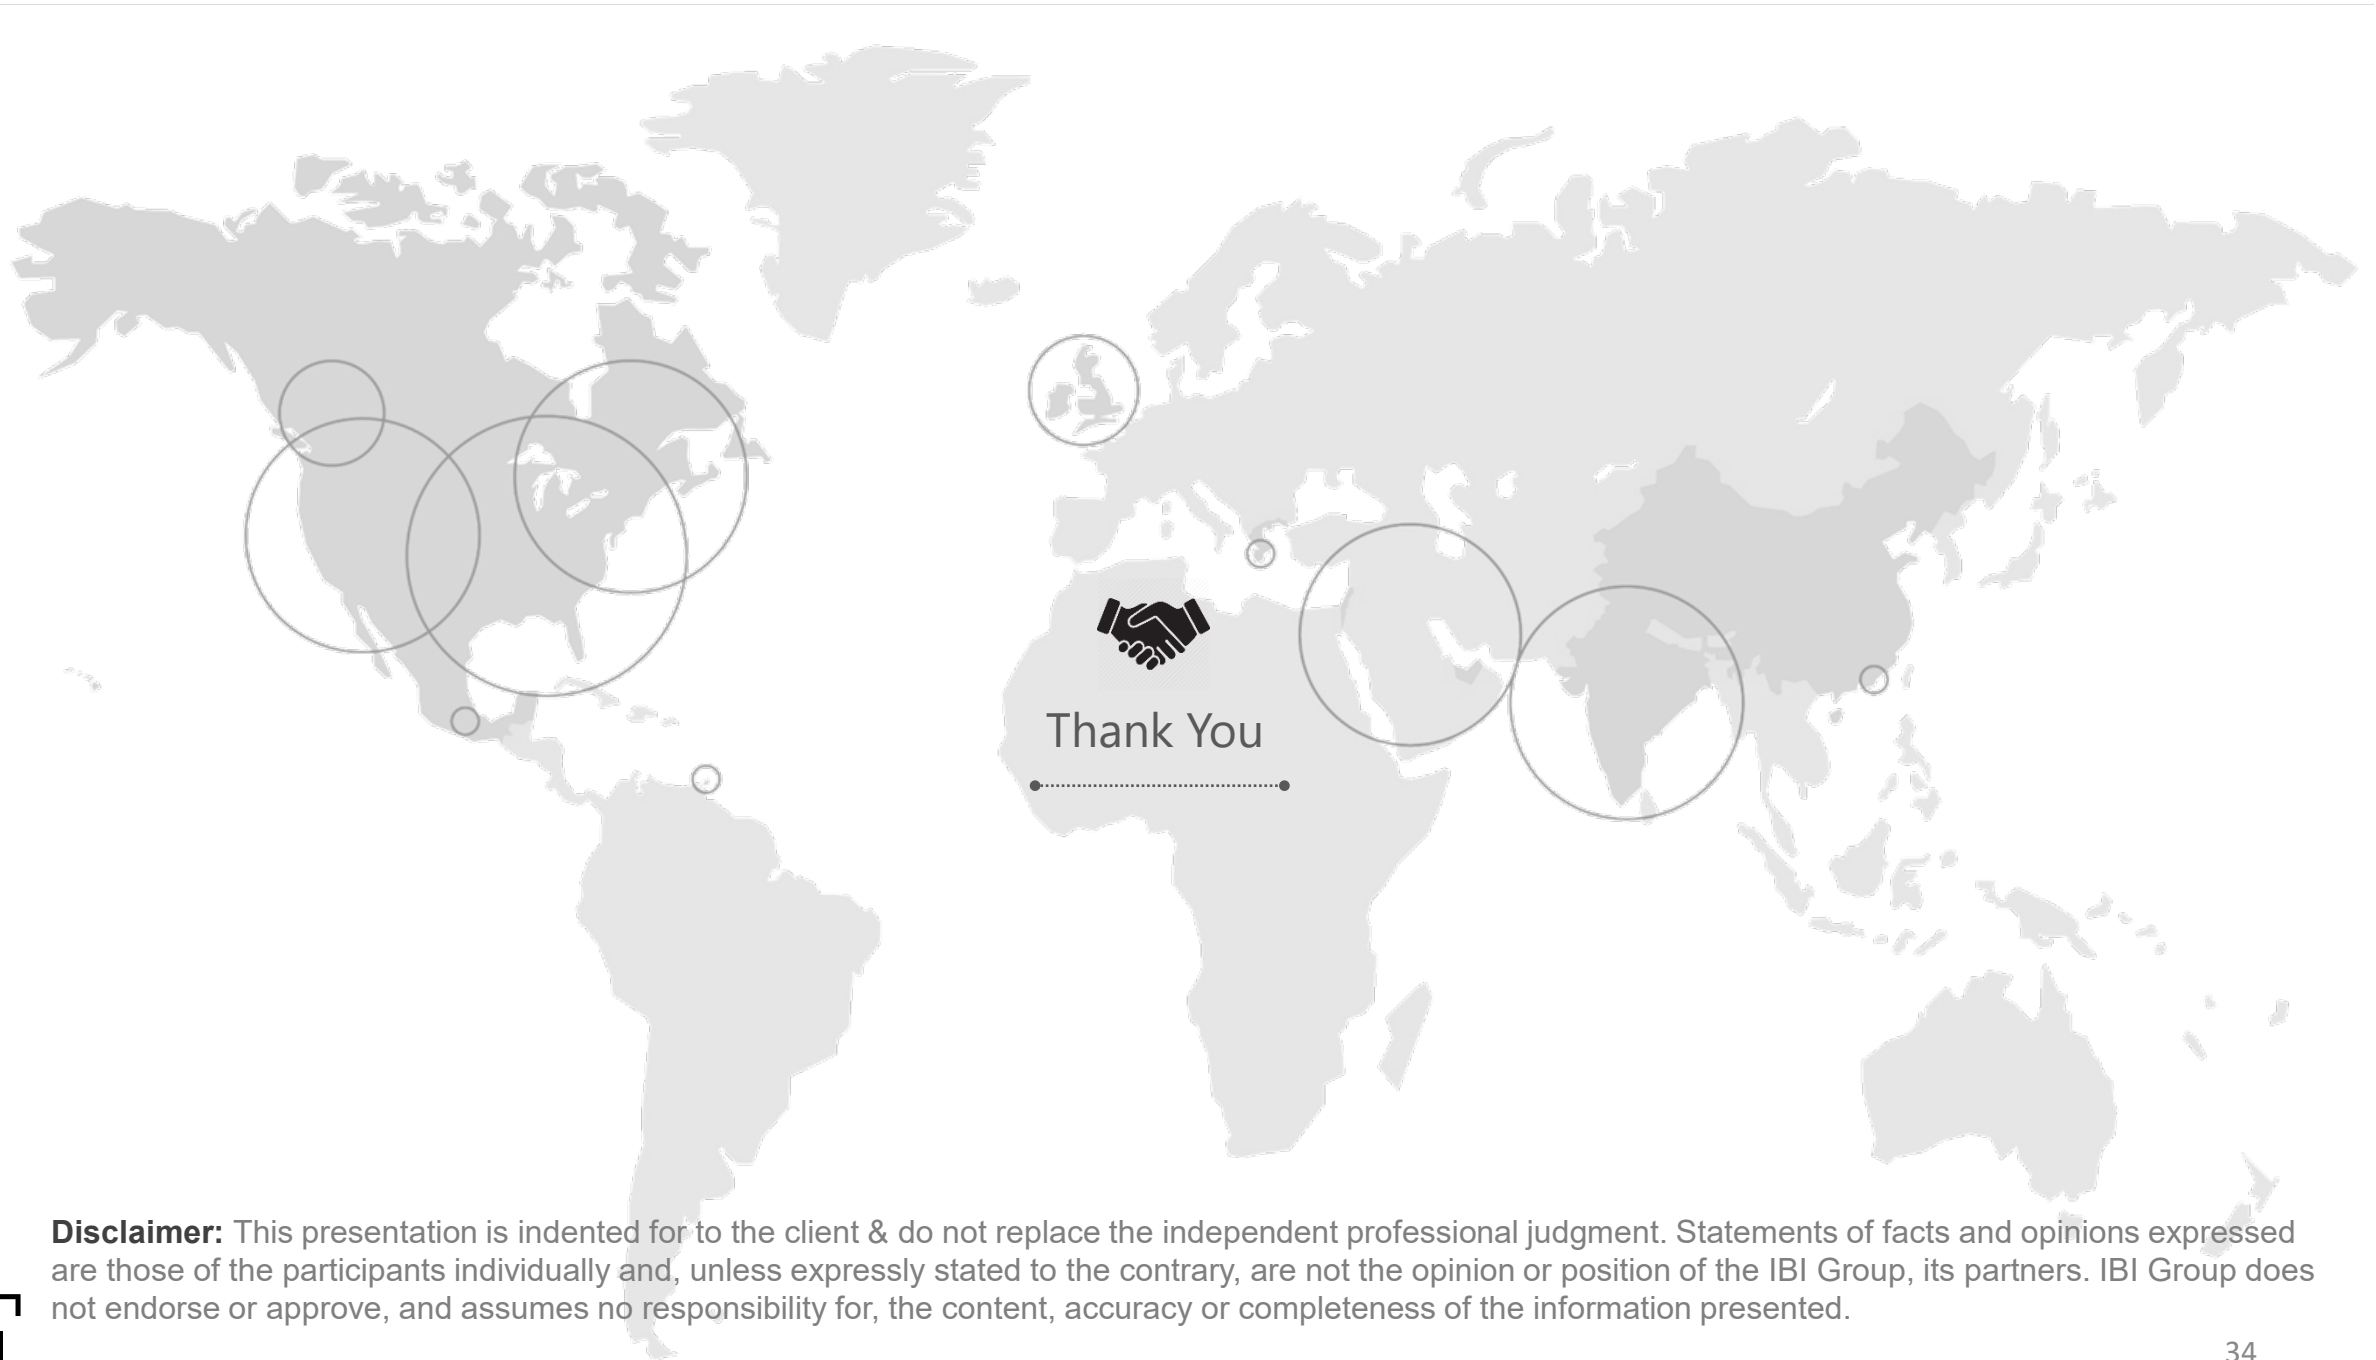 Thank You
Disclaimer: This presentation is indented for to the client & do not replace the independent professional judgment. Statements of facts and opinions expressed
are those of the participants individually and, unless expressly stated to the contrary, are not the opinion or position of the IBI Group, its partners. IBI Group does
not endorse or approve, and assumes no responsibility for, the content, accuracy or completeness of the information presented.
34